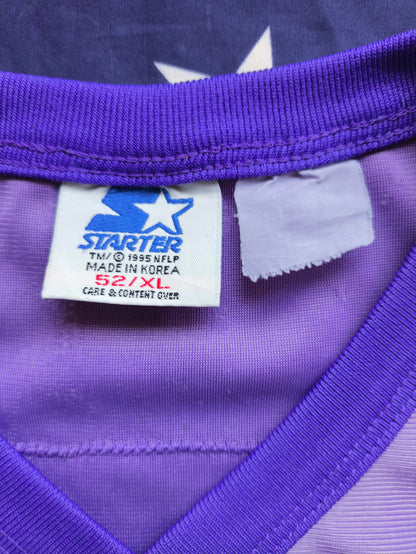 STARTER
TM/© 1995 NFLP
MADE IN KOREA
52/XL
CARE & CONTENT OVER